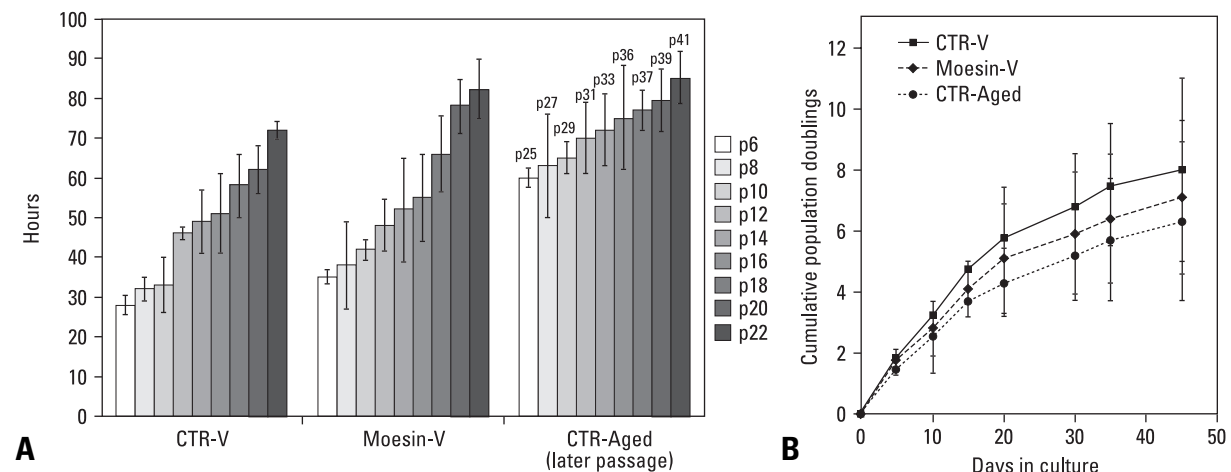 100
90
80
70
60
50
40
30
20
10
0
Hours
p25
p27
p29
p31
p33
p36
p37
p39
p41
CTR-V
Moesin-V
CTR-Aged
(later passage)
p6
p8
p10
p12
p14
p16
p18
p20
p22
A
CTR-V
Moesin-V
CTR-Aged
12
10
8
6
4
2
0
Cumulative population doublings
0
10
20
30
40
50
Days in culture
B